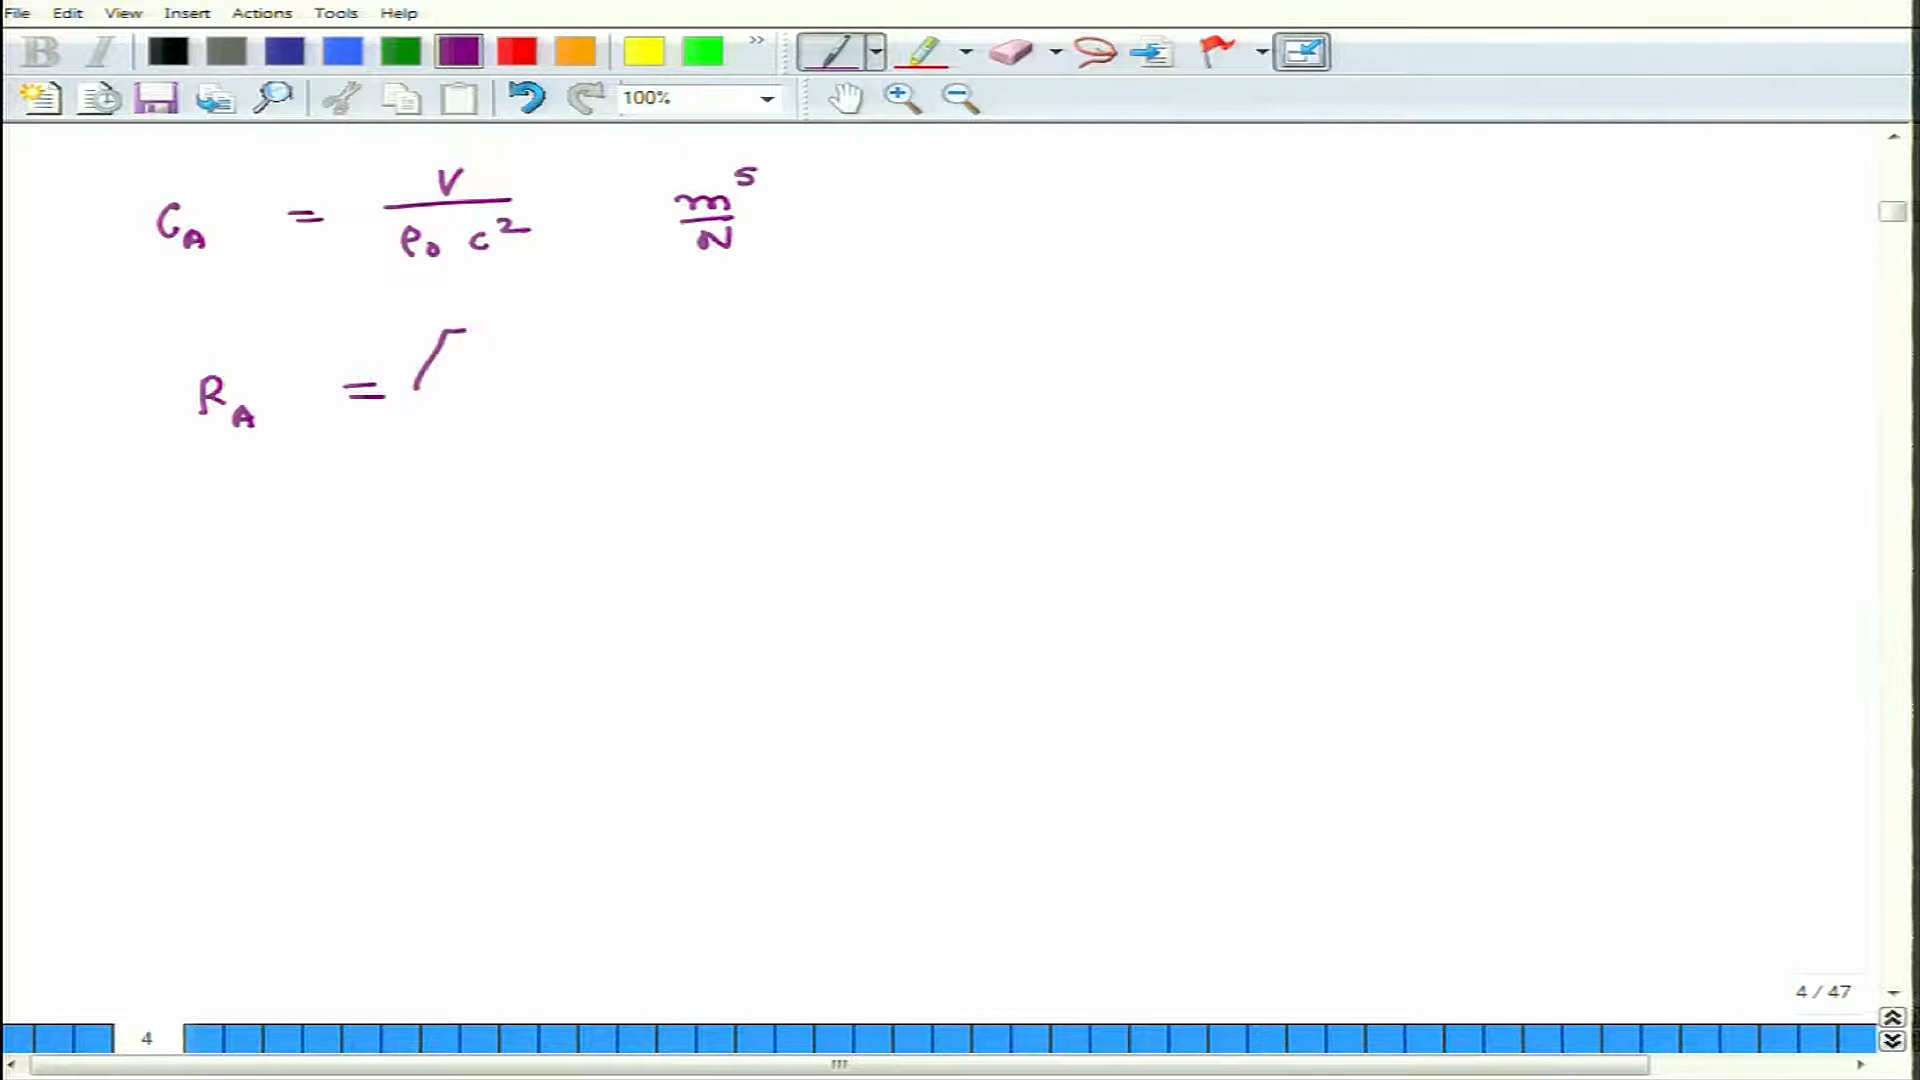 File Edit View Insert Actions Tools Help
B I »
100%
C_A = V / ρ₀ c² m⁵ / N
R_A =
4 / 47
4